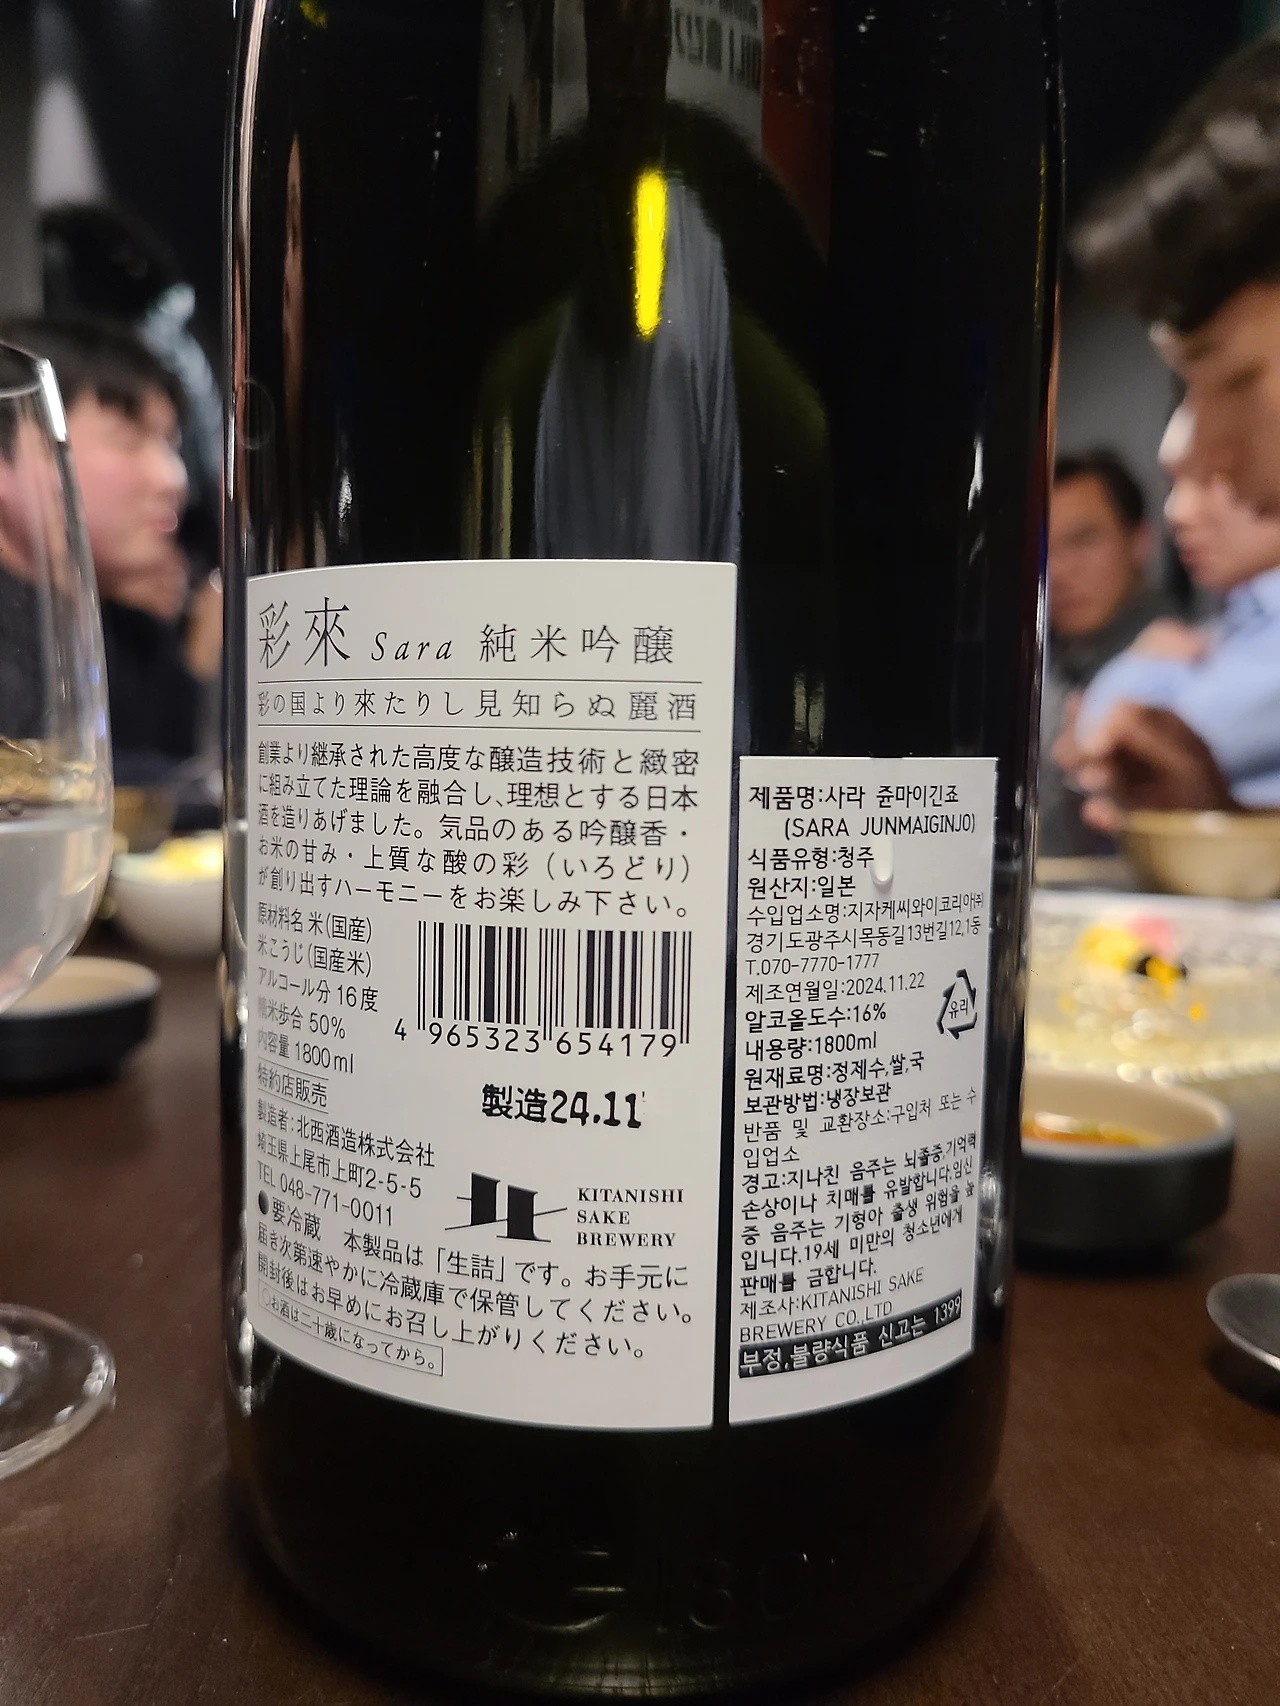 彩來 Sara 純米吟醸
彩の国より來たりし見知らぬ麗酒
創業より継承された高度な醸造技術と緻密
に組み立てた理論を融合し、理想とする日本
酒を造りあげました。気品のある吟醸香・
お米の甘み・上質な酸の彩（いろどり）
が創り出すハーモニーをお楽しみ下さい。
原材料名 米(国産)
米こうじ(国産米)
アルコール分 16度
精米歩合 50%
内容量 1800ml
4 965323 654179
特約店販売
製造24.11
製造者:北西酒造株式会社
埼玉県上尾市上町2-5-5
TEL 048-771-0011
KITANISHI
SAKE
BREWERY
●要冷蔵 本製品は「生詰」です。お手元に
届き次第速やかに冷蔵庫で保管してください。
開封後はお早めにお召し上がりください。
○お酒は二十歳になってから。
제품명:사라 쥰마이긴죠
(SARA JUNMAIGINJO)
식품유형:청주
원산지:일본
수입업소명:지자케씨와이코리아㈜
경기도광주시목동길13번길12,1동
T.070-7770-1777
제조연월일:2024.11.22
알코올도수:16%
유리
내용량:1800ml
원재료명:정제수,쌀,국
보관방법:냉장보관
반품 및 교환장소:구입처 또는 수
입업소
경고:지나친 음주는 뇌졸중,기억력
손상이나 치매를 유발합니다.임신
중 음주는 기형아 출생 위험을 높
입니다.19세 미만의 청소년에게
판매를 금합니다.
제조사:KITANISHI SAKE
BREWERY CO.,LTD
부정,불량식품 신고는 1399